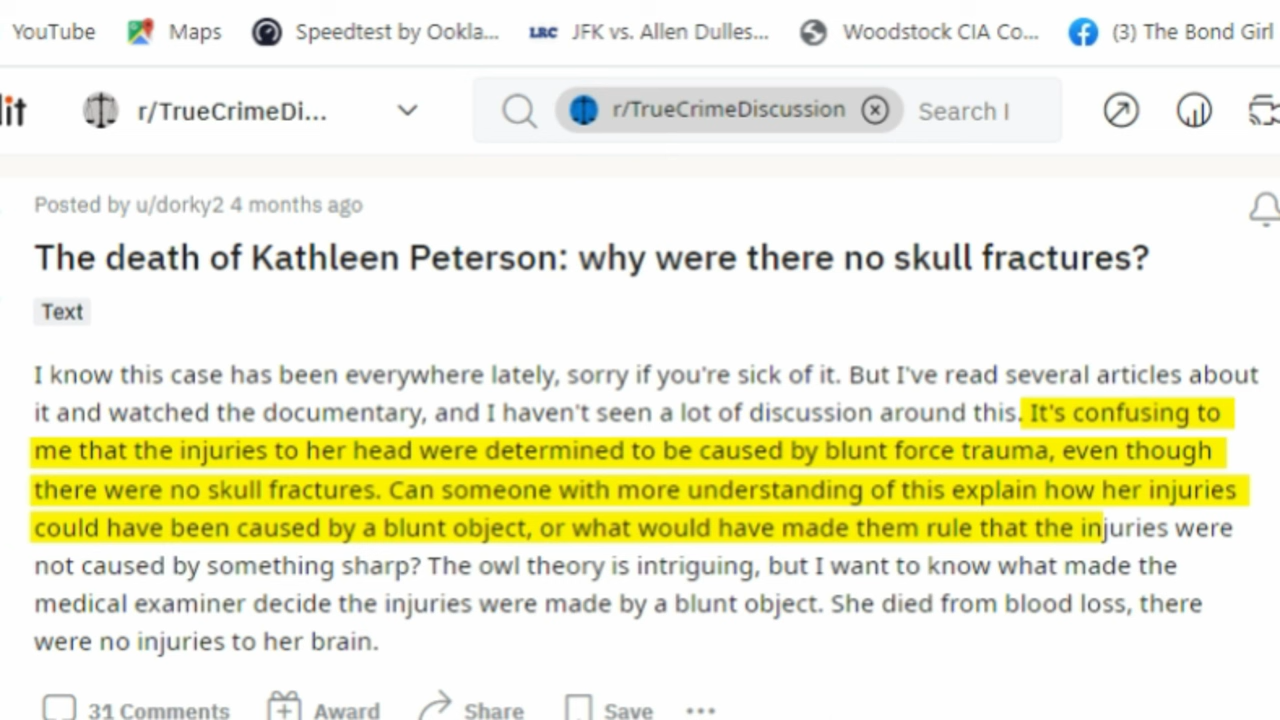 YouTube Maps Speedtest by Ookla... LRC JFK vs. Allen Dulles... Woodstock CIA Co... (3) The Bond Girl
lit r/TrueCrimeDi... r/TrueCrimeDiscussion Search
Posted by u/dorky2 4 months ago
The death of Kathleen Peterson: why were there no skull fractures?
Text
I know this case has been everywhere lately, sorry if you're sick of it. But I've read several articles about
it and watched the documentary, and I haven't seen a lot of discussion around this. It's confusing to
me that the injuries to her head were determined to be caused by blunt force trauma, even though
there were no skull fractures. Can someone with more understanding of this explain how her injuries
could have been caused by a blunt object, or what would have made them rule that the injuries were
not caused by something sharp? The owl theory is intriguing, but I want to know what made the
medical examiner decide the injuries were made by a blunt object. She died from blood loss, there
were no injuries to her brain.
31 Comments Award Share Save ...